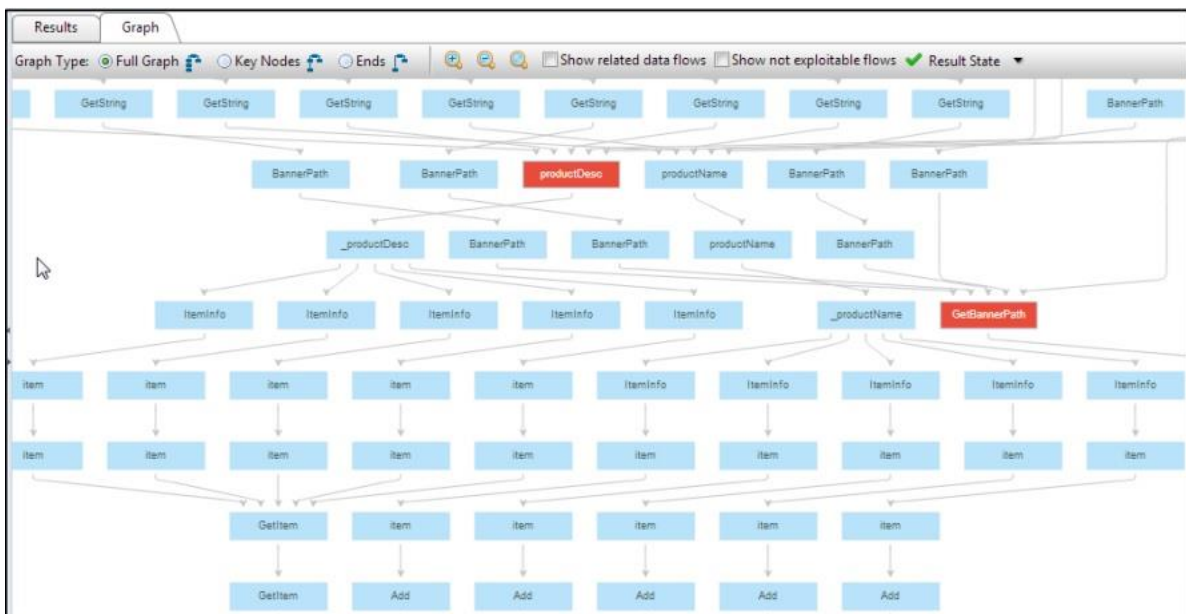 Results Graph
Graph Type: Full Graph Key Nodes Ends Show related data flows Show not exploitable flows Result State
GetString GetString GetString GetString GetString GetString GetString GetString BannerPath
BannerPath BannerPath productDesc productName BannerPath BannerPath
_productDesc BannerPath BannerPath productName BannerPath
ItemInfo ItemInfo ItemInfo ItemInfo ItemInfo _productName GetBannerPath
item item item item item ItemInfo ItemInfo ItemInfo ItemInfo ItemInfo
item item item item item item item item item item
GetItem item item item item item
GetItem Add Add Add Add Add